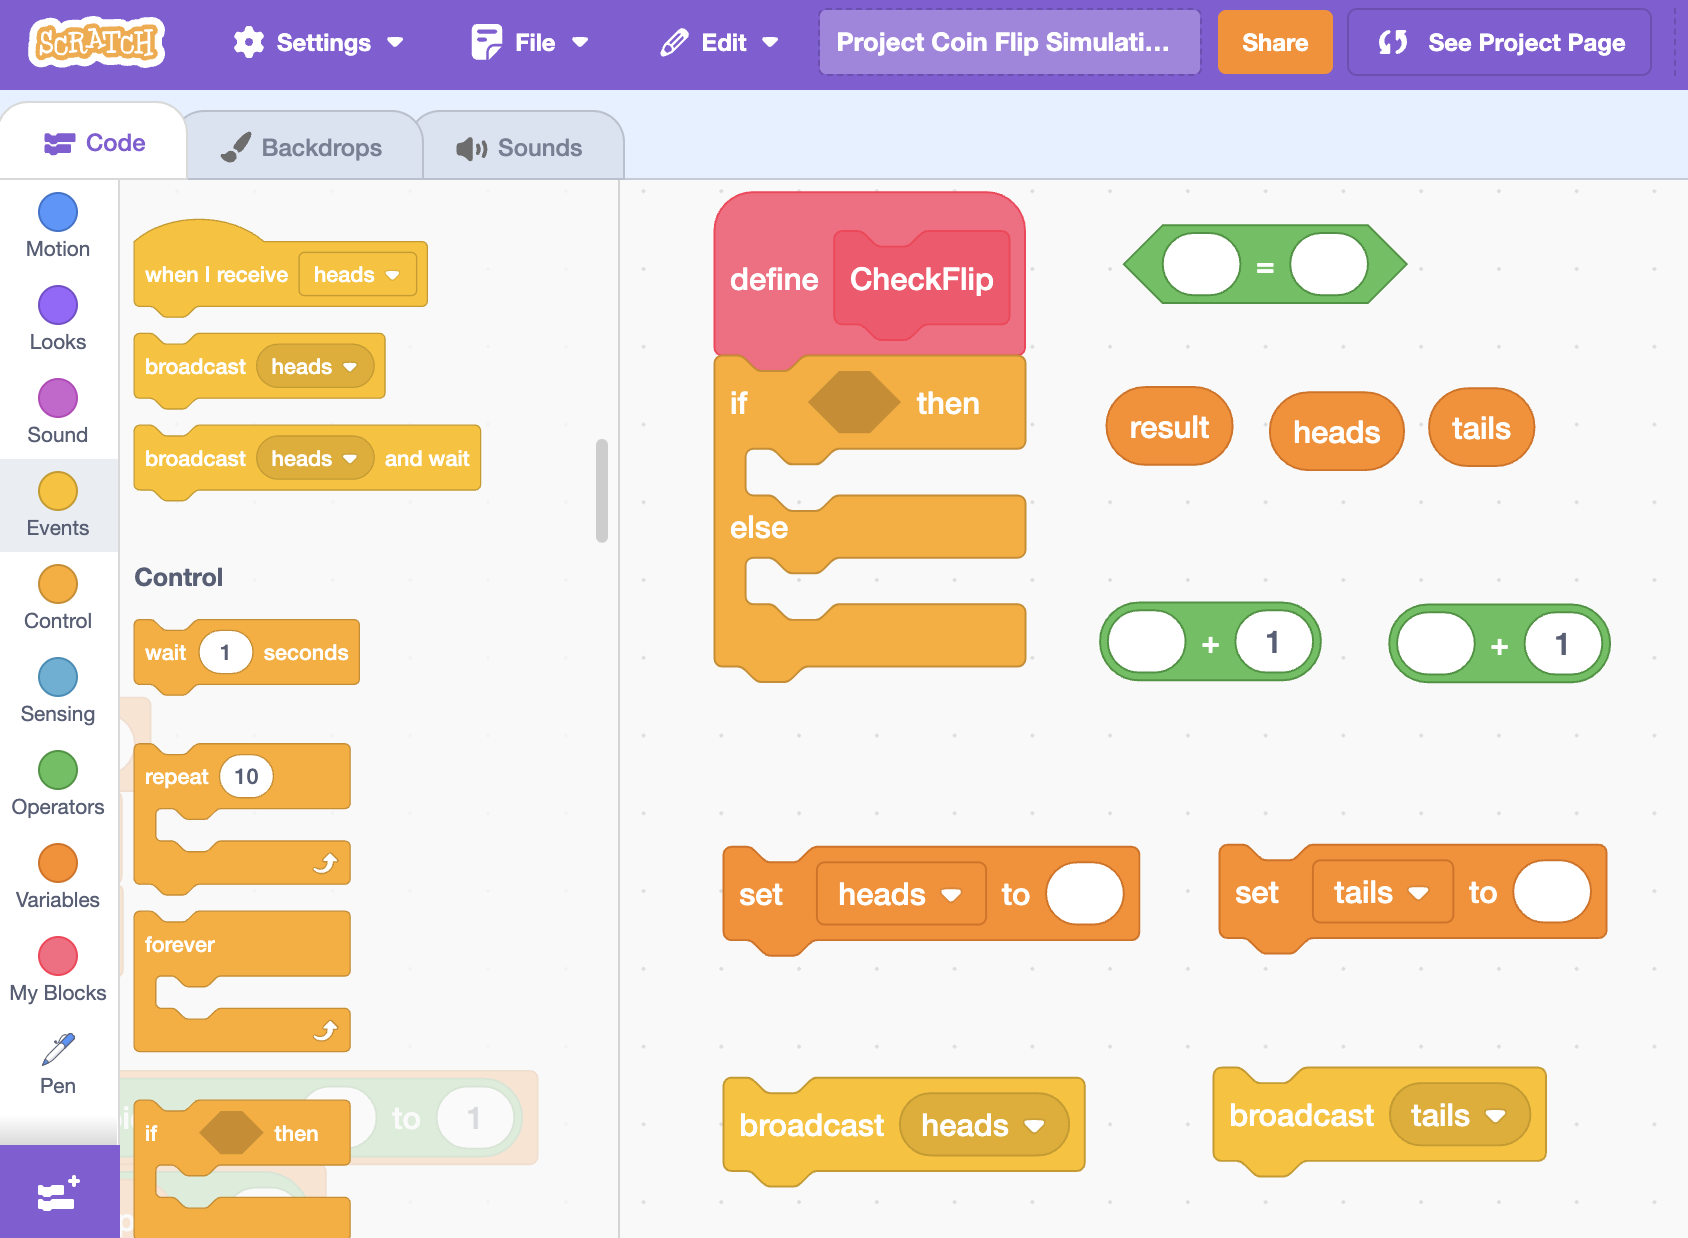 SCRATCH Settings File Edit Project Coin Flip Simulati... Share See Project Page
Code Backdrops Sounds
Motion
Looks
Sound
Events
Control
Sensing
Operators
Variables
My Blocks
Pen
when I receive heads
broadcast heads
broadcast heads and wait
Control
wait 1 seconds
repeat 10
forever
to 1
if then
define CheckFlip
if then
else
=
result heads tails
+ 1
+ 1
set heads to
set tails to
broadcast heads
broadcast tails